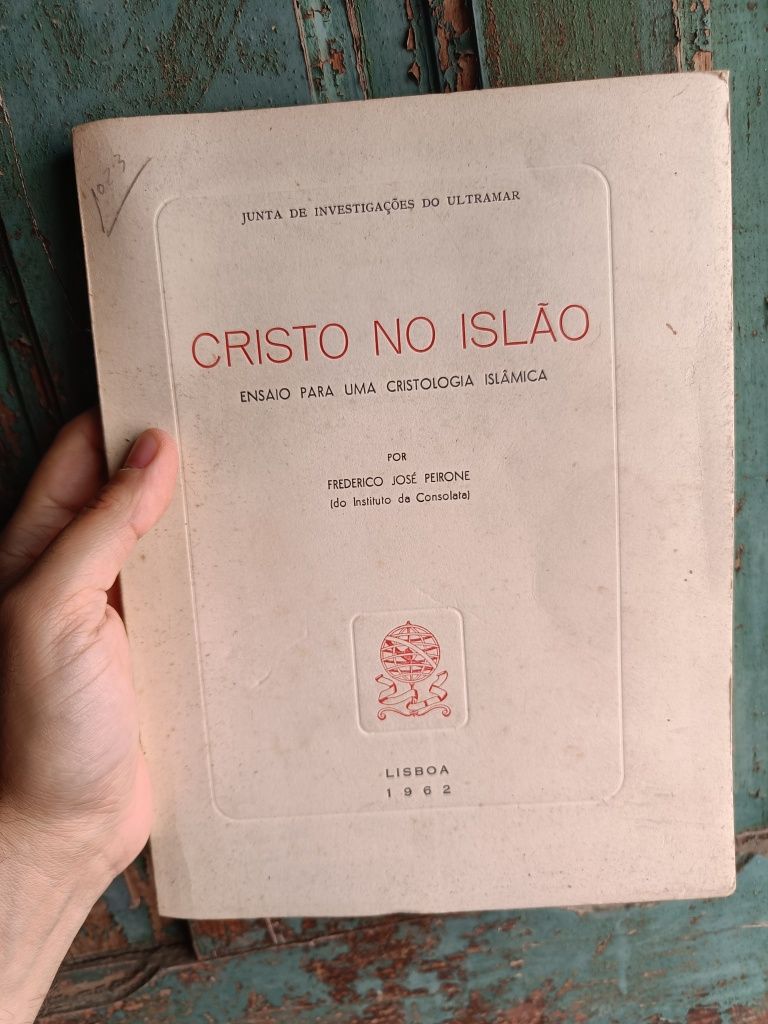 1023
JUNTA DE INVESTIGAÇÕES DO ULTRAMAR
CRISTO NO ISLÃO
ENSAIO PARA UMA CRISTOLOGIA ISLÂMICA
POR
FREDERICO JOSÉ PEIRONE
(do Instituto da Consolata)
LISBOA
1962